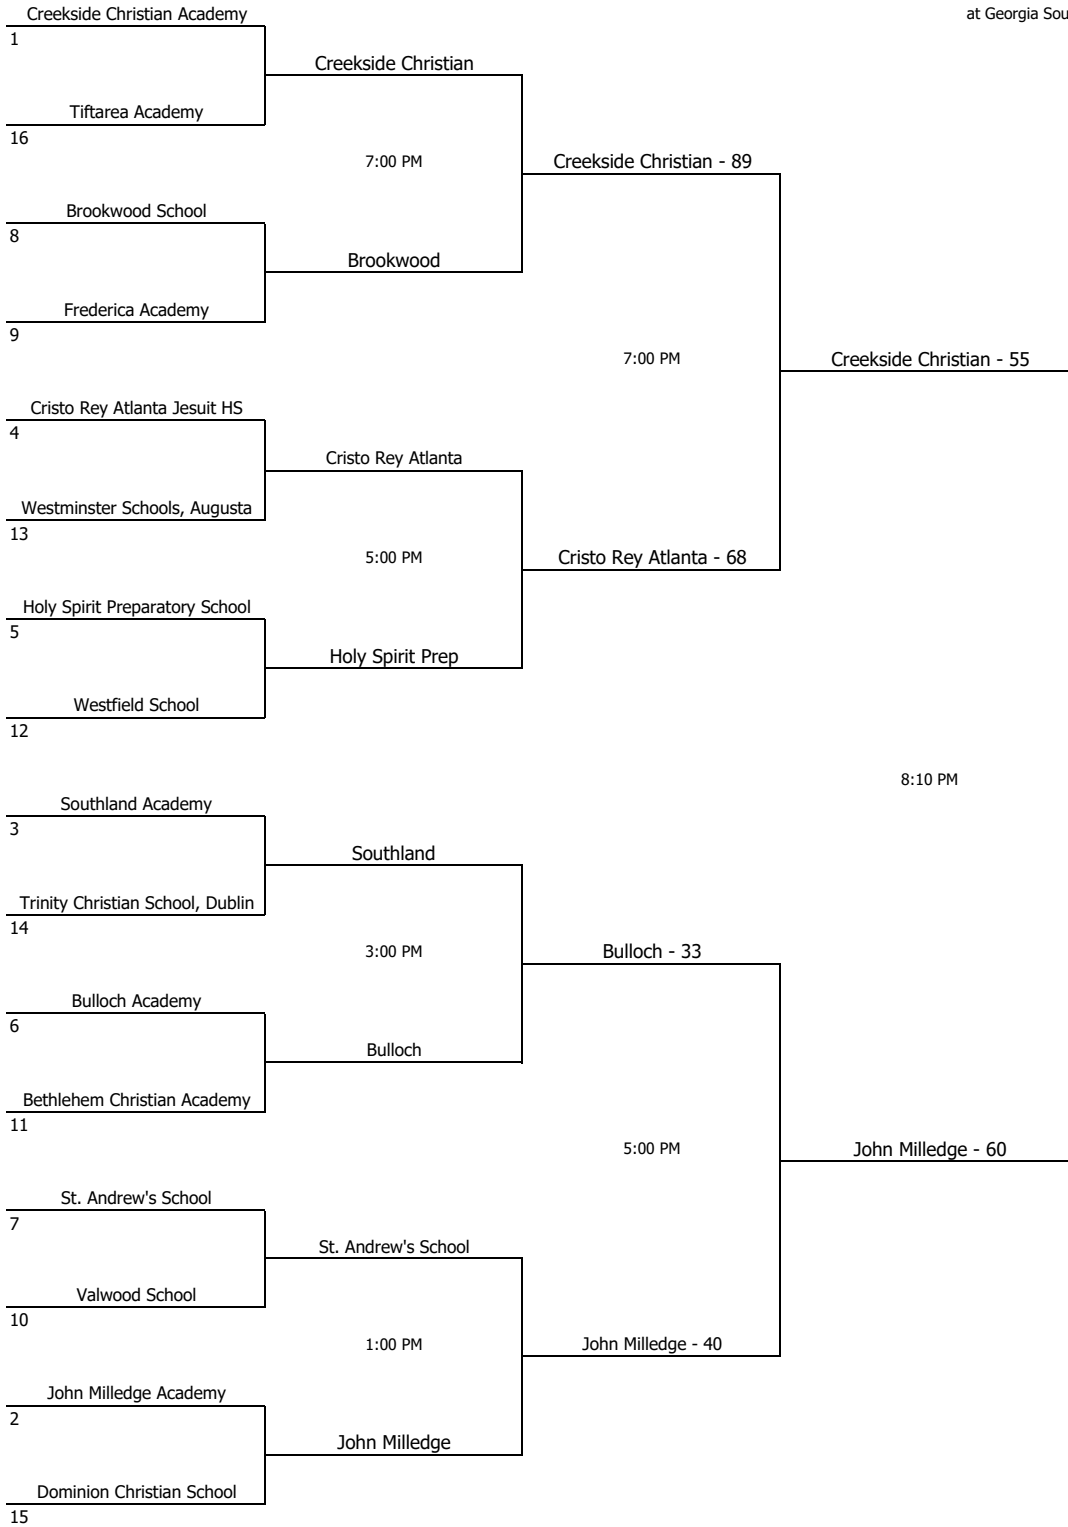 Creekside Christian Academy
at Georgia Sou
1
Creekside Christian
Tiftarea Academy
16
7:00 PM
Creekside Christian - 89
Brookwood School
8
Brookwood
Frederica Academy
9
7:00 PM
Creekside Christian - 55
Cristo Rey Atlanta Jesuit HS
4
Cristo Rey Atlanta
Westminster Schools, Augusta
13
5:00 PM
Cristo Rey Atlanta - 68
Holy Spirit Preparatory School
5
Holy Spirit Prep
Westfield School
12
8:10 PM
Southland Academy
3
Southland
Trinity Christian School, Dublin
14
3:00 PM
Bulloch - 33
Bulloch Academy
6
Bulloch
Bethlehem Christian Academy
11
5:00 PM
John Milledge - 60
St. Andrew's School
7
St. Andrew's School
Valwood School
10
1:00 PM
John Milledge - 40
John Milledge Academy
2
John Milledge
Dominion Christian School
15